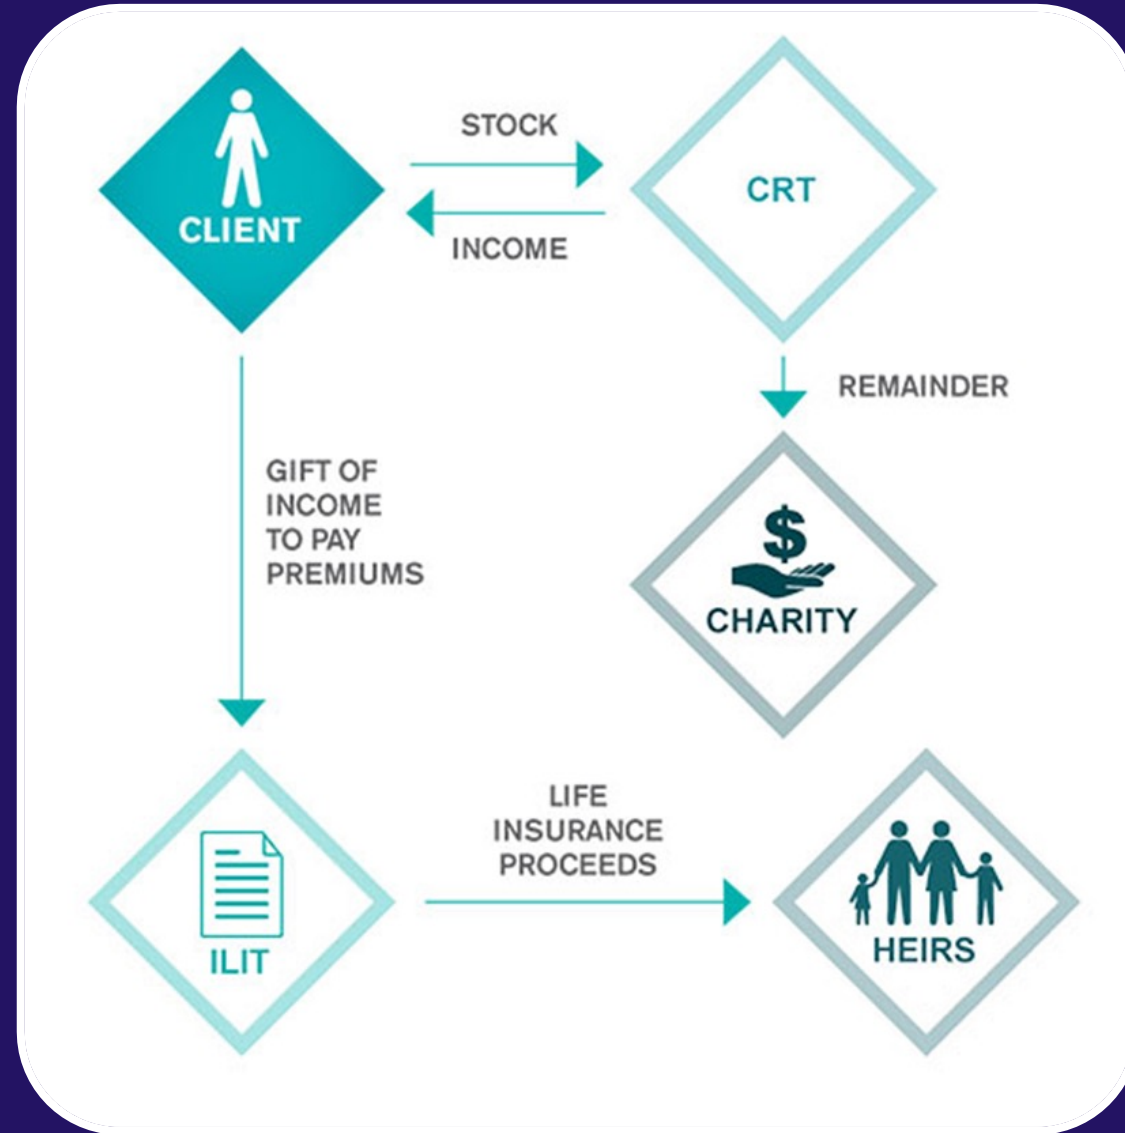 STOCK
CLIENT
CRT
INCOME
REMAINDER
GIFT OF
INCOME
TO PAY
PREMIUMS
$
CHARITY
LIFE
INSURANCE
PROCEEDS
ILIT
HEIRS